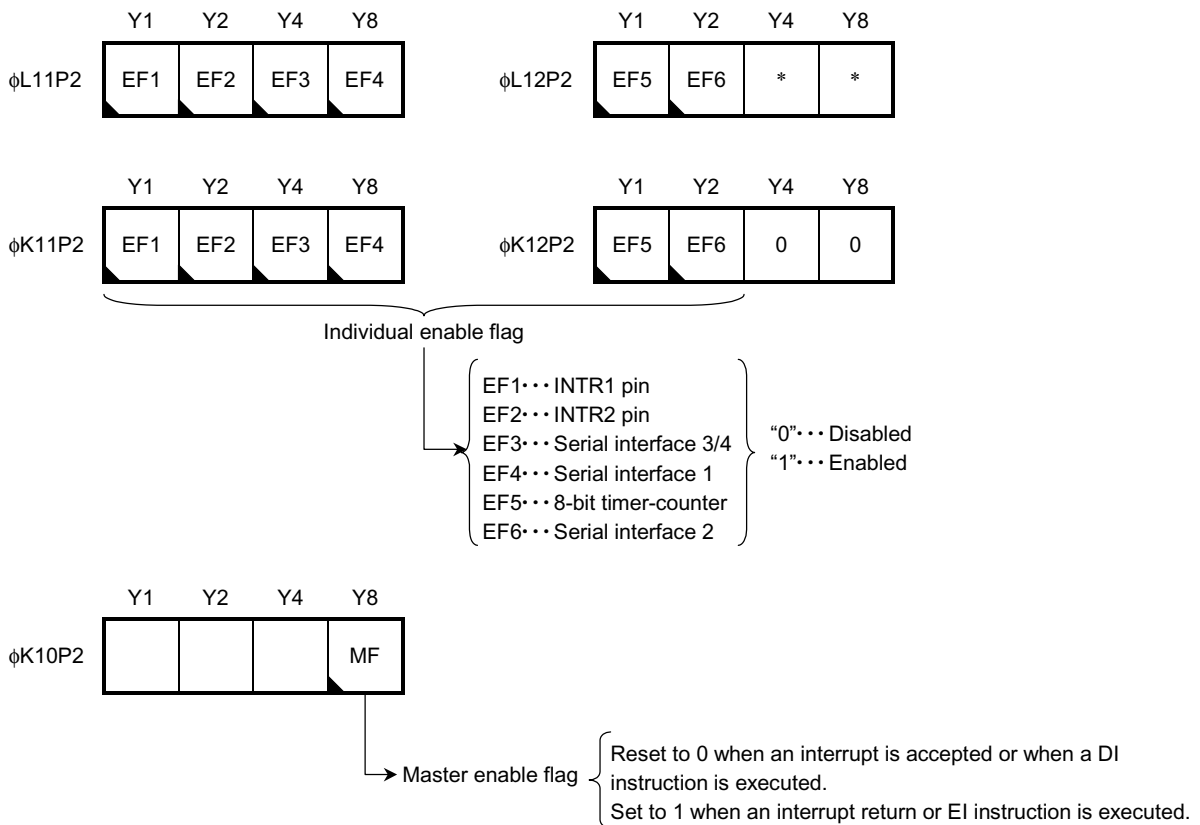 Y1 Y2 Y4 Y8 Y1 Y2 Y4 Y8
ϕL11P2 EF1 EF2 EF3 EF4 ϕL12P2 EF5 EF6 * *
Y1 Y2 Y4 Y8 Y1 Y2 Y4 Y8
ϕK11P2 EF1 EF2 EF3 EF4 ϕK12P2 EF5 EF6 0 0
Individual enable flag
EF1··· INTR1 pin
EF2··· INTR2 pin
EF3··· Serial interface 3/4
EF4··· Serial interface 1
EF5··· 8-bit timer-counter
EF6··· Serial interface 2
“0”··· Disabled
“1”··· Enabled
Y1 Y2 Y4 Y8
ϕK10P2 MF
Master enable flag
Reset to 0 when an interrupt is accepted or when a DI
instruction is executed.
Set to 1 when an interrupt return or EI instruction is executed.